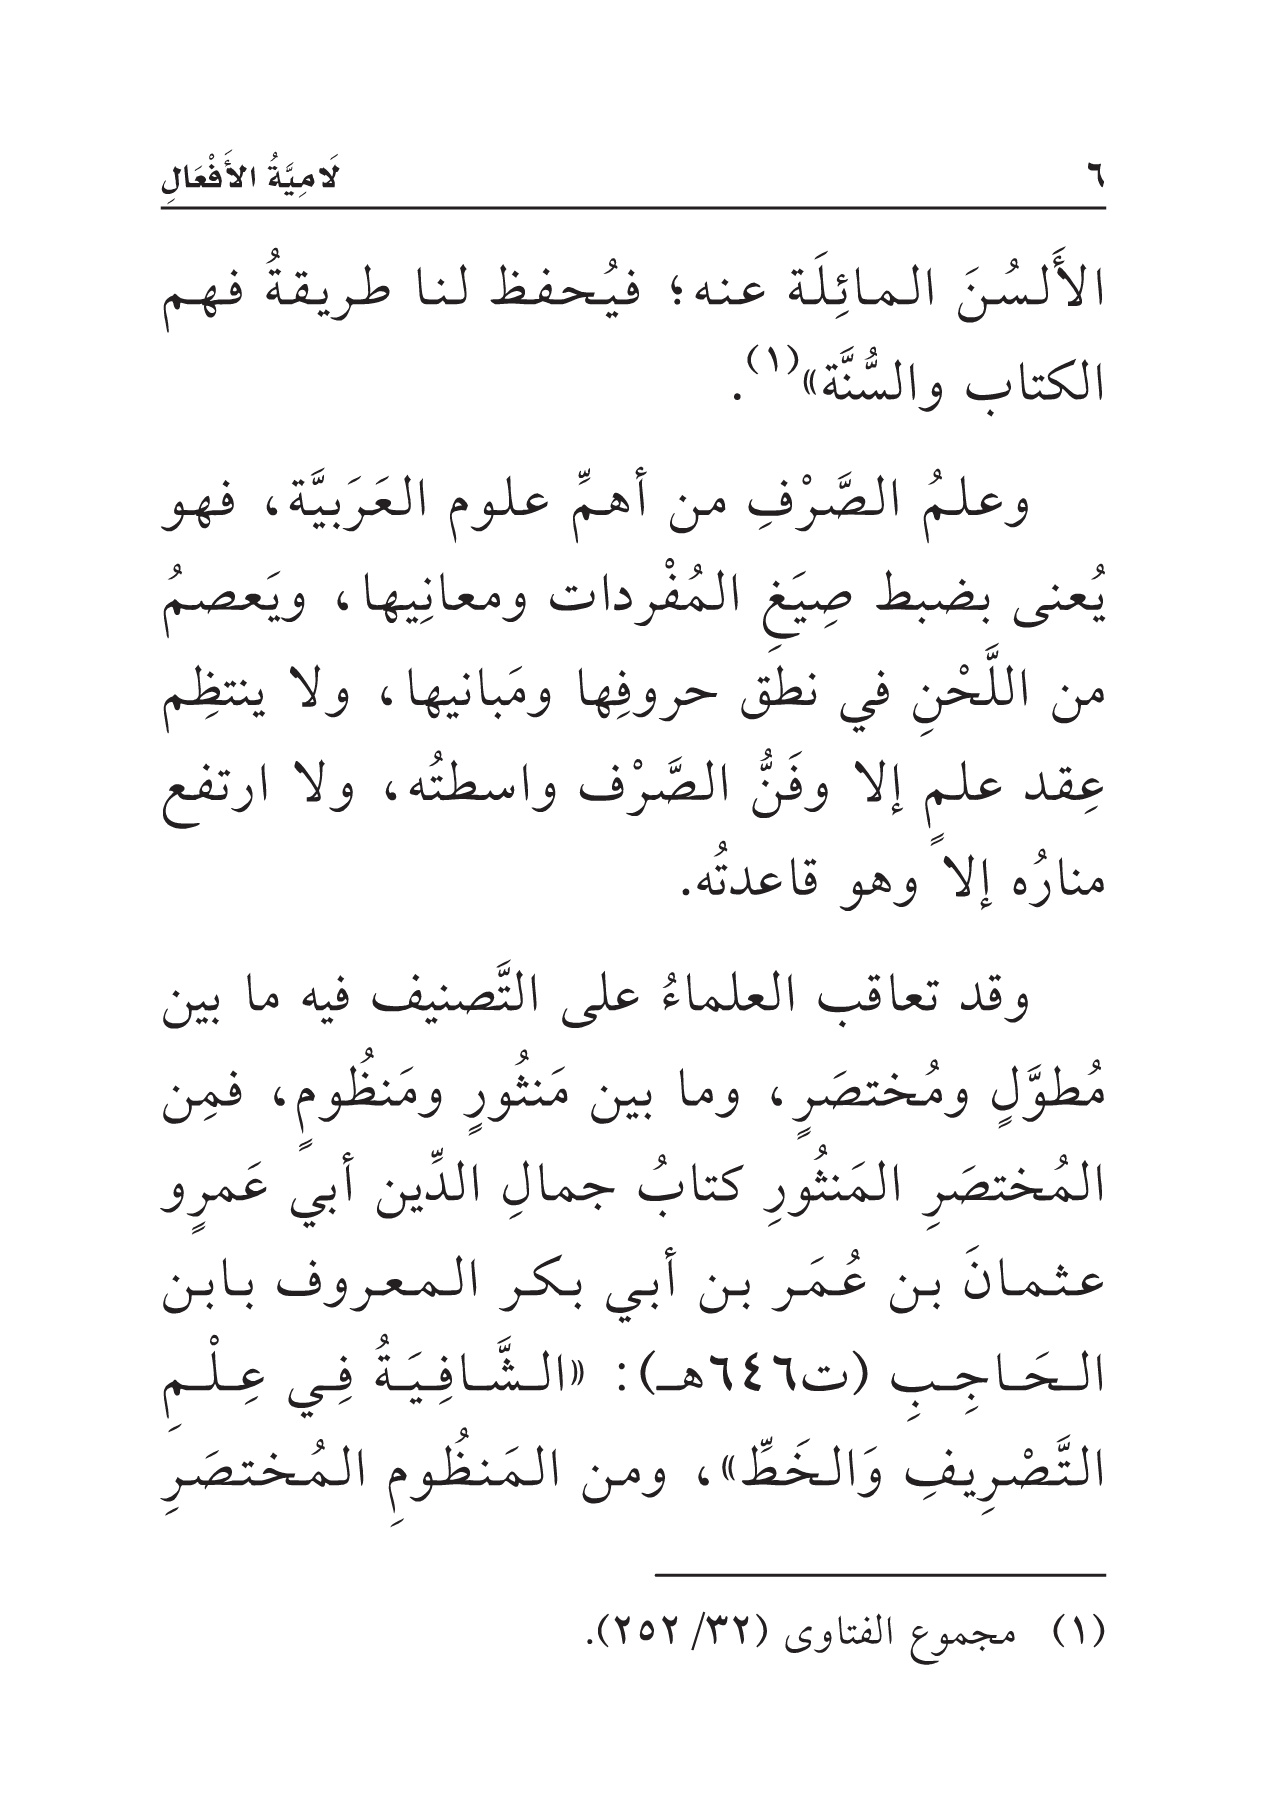 ٦
لَامِيَّةُ الأَفْعَالِ
الأَلسُنَ المائِلَة عنه؛ فيُحفظ لنا طريقةُ فهم
الكتاب والسُّنَّة»(١).
وعلمُ الصَّرْفِ من أهمِّ علوم العَرَبيَّة، فهو
يُعنى بضبط صِيَغِ المُفْردات ومعانِيها، ويَعصمُ
من اللَّحْنِ في نطق حروفِها ومَبانيها، ولا ينتظِم
عِقد علمٍ إلا وفَنُّ الصَّرْف واسطتُه، ولا ارتفع
منارُه إلا وهو قاعدتُه.
وقد تعاقب العلماءُ على التَّصنيف فيه ما بين
مُطوَّلٍ ومُختصَرٍ، وما بين مَنثُورٍ ومَنظُومٍ، فمِن
المُختصَرِ المَنثُورِ كتابُ جمالِ الدِّين أبي عَمرٍو
عثمانَ بن عُمَر بن أبي بكر المعروف بابن
الحَاجِبِ (ت٦٤٦هـ): «الشَّافِيَةُ فِي عِلْمِ
التَّصْرِيفِ وَالخَطِّ»، ومن المَنظُومِ المُختصَرِ
(١) مجموع الفتاوى (٣٢/ ٢٥٢).